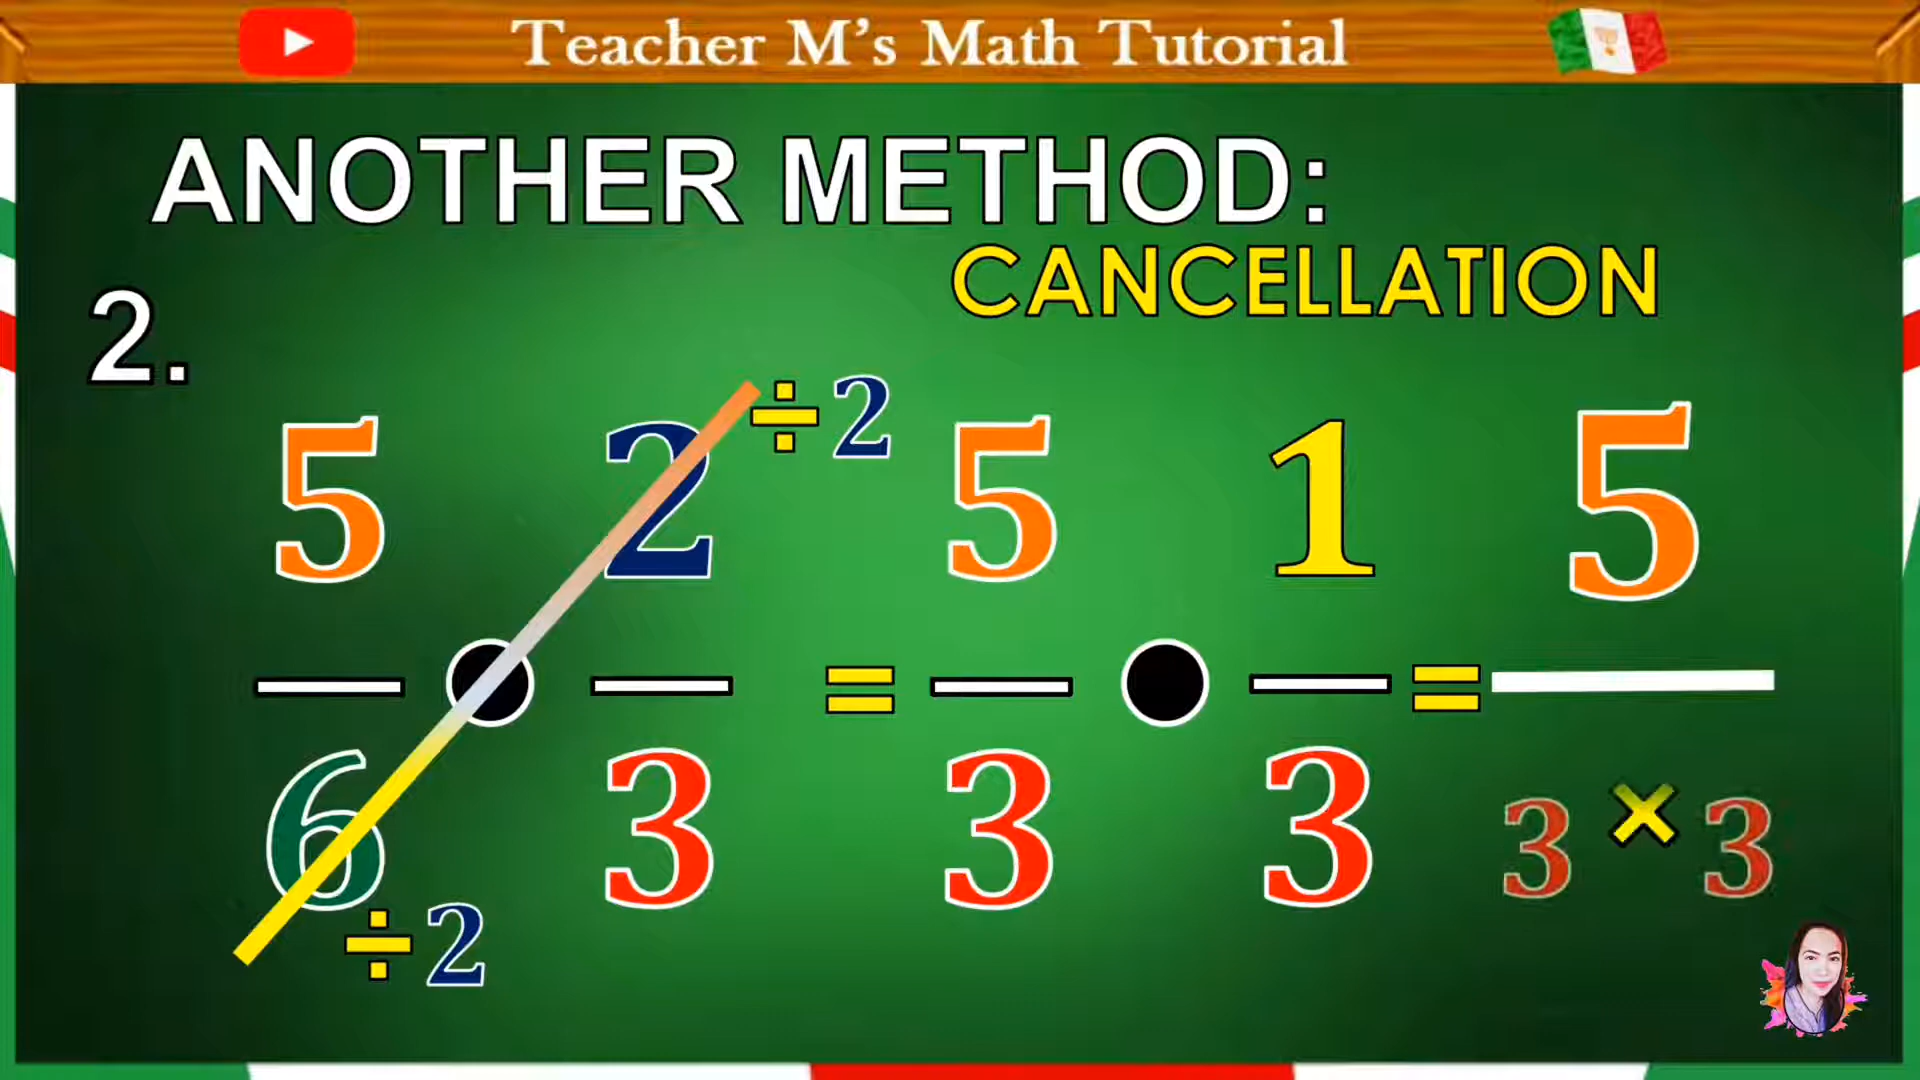 Teacher M's Math Tutorial
ANOTHER METHOD:
CANCELLATION
2.
5 2 ÷2 5 1 5
— ● — = — ● — = —
6 ÷2 3 3 3 3 × 3